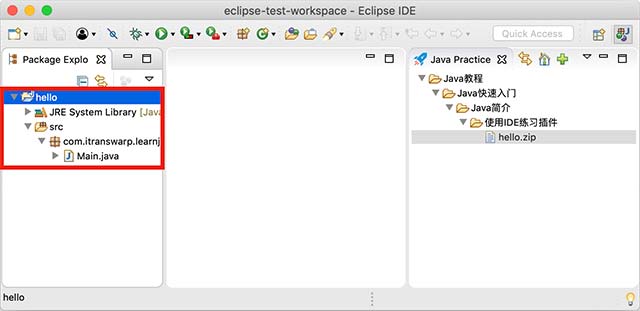 eclipse-test-workspace - Eclipse IDE
Quick Access
Package Explo
hello
JRE System Library [Java
src
com.itranswarp.learnj
Main.java
Java Practice
Java教程
Java快速入门
Java简介
使用IDE练习插件
hello.zip
hello